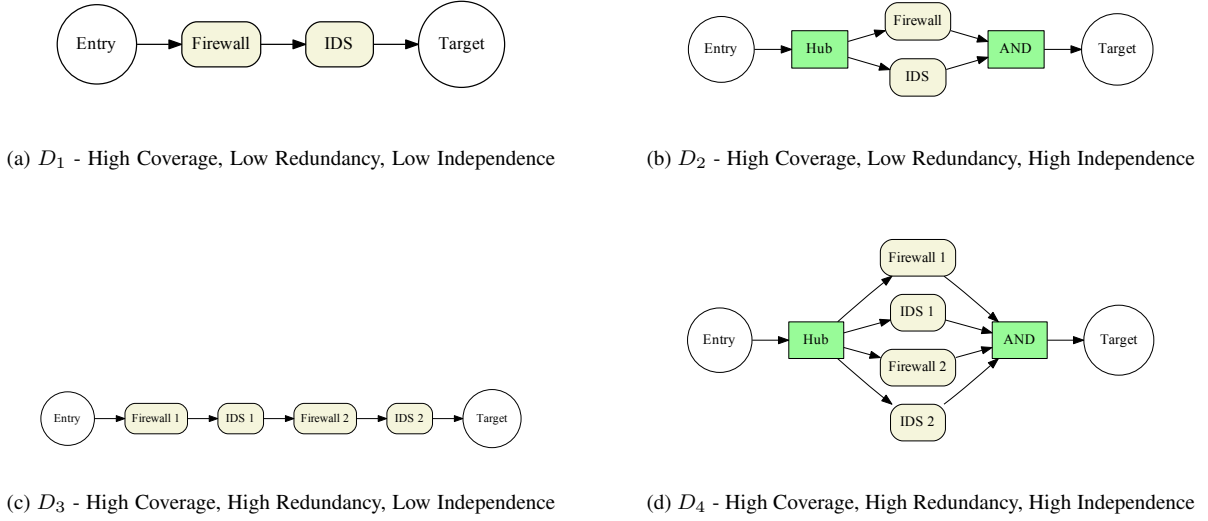 Entry
Firewall
IDS
Target
(a) D1 - High Coverage, Low Redundancy, Low Independence
Entry
Hub
Firewall
IDS
AND
Target
(b) D2 - High Coverage, Low Redundancy, High Independence
Entry
Firewall 1
IDS 1
Firewall 2
IDS 2
Target
(c) D3 - High Coverage, High Redundancy, Low Independence
Entry
Hub
Firewall 1
IDS 1
Firewall 2
IDS 2
AND
Target
(d) D4 - High Coverage, High Redundancy, High Independence